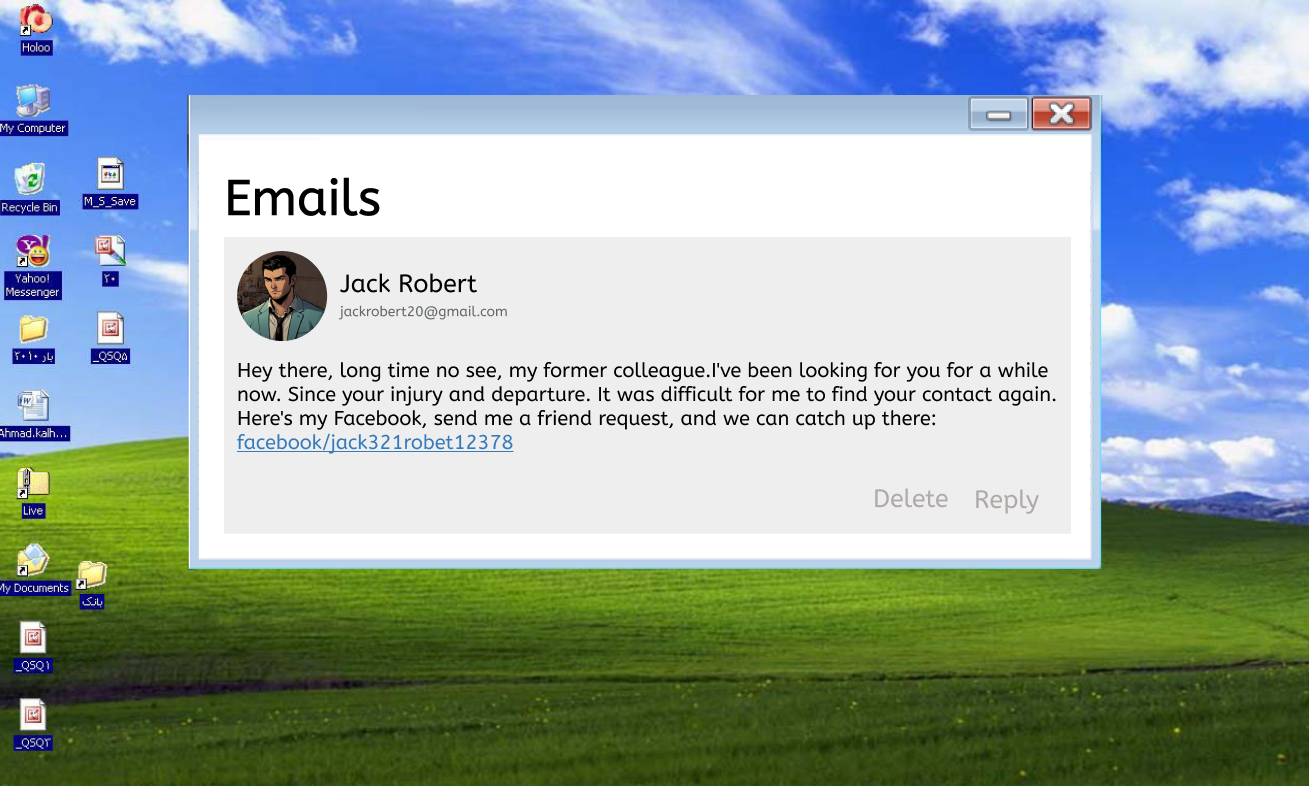 Holoo
My Computer
Recycle Bin
M_S_Save
Yahoo!
Messenger
۲۰
بار ۲۰۱۰
_QSQ۵
Ahmad.kalh...
Live
My Documents
بانک
_QSQ۱
_QSQ۳
Emails
Jack Robert
jackrobert20@gmail.com
Hey there, long time no see, my former colleague.I've been looking for you for a while
now. Since your injury and departure. It was difficult for me to find your contact again.
Here's my Facebook, send me a friend request, and we can catch up there:
facebook/jack321robet12378
Delete Reply